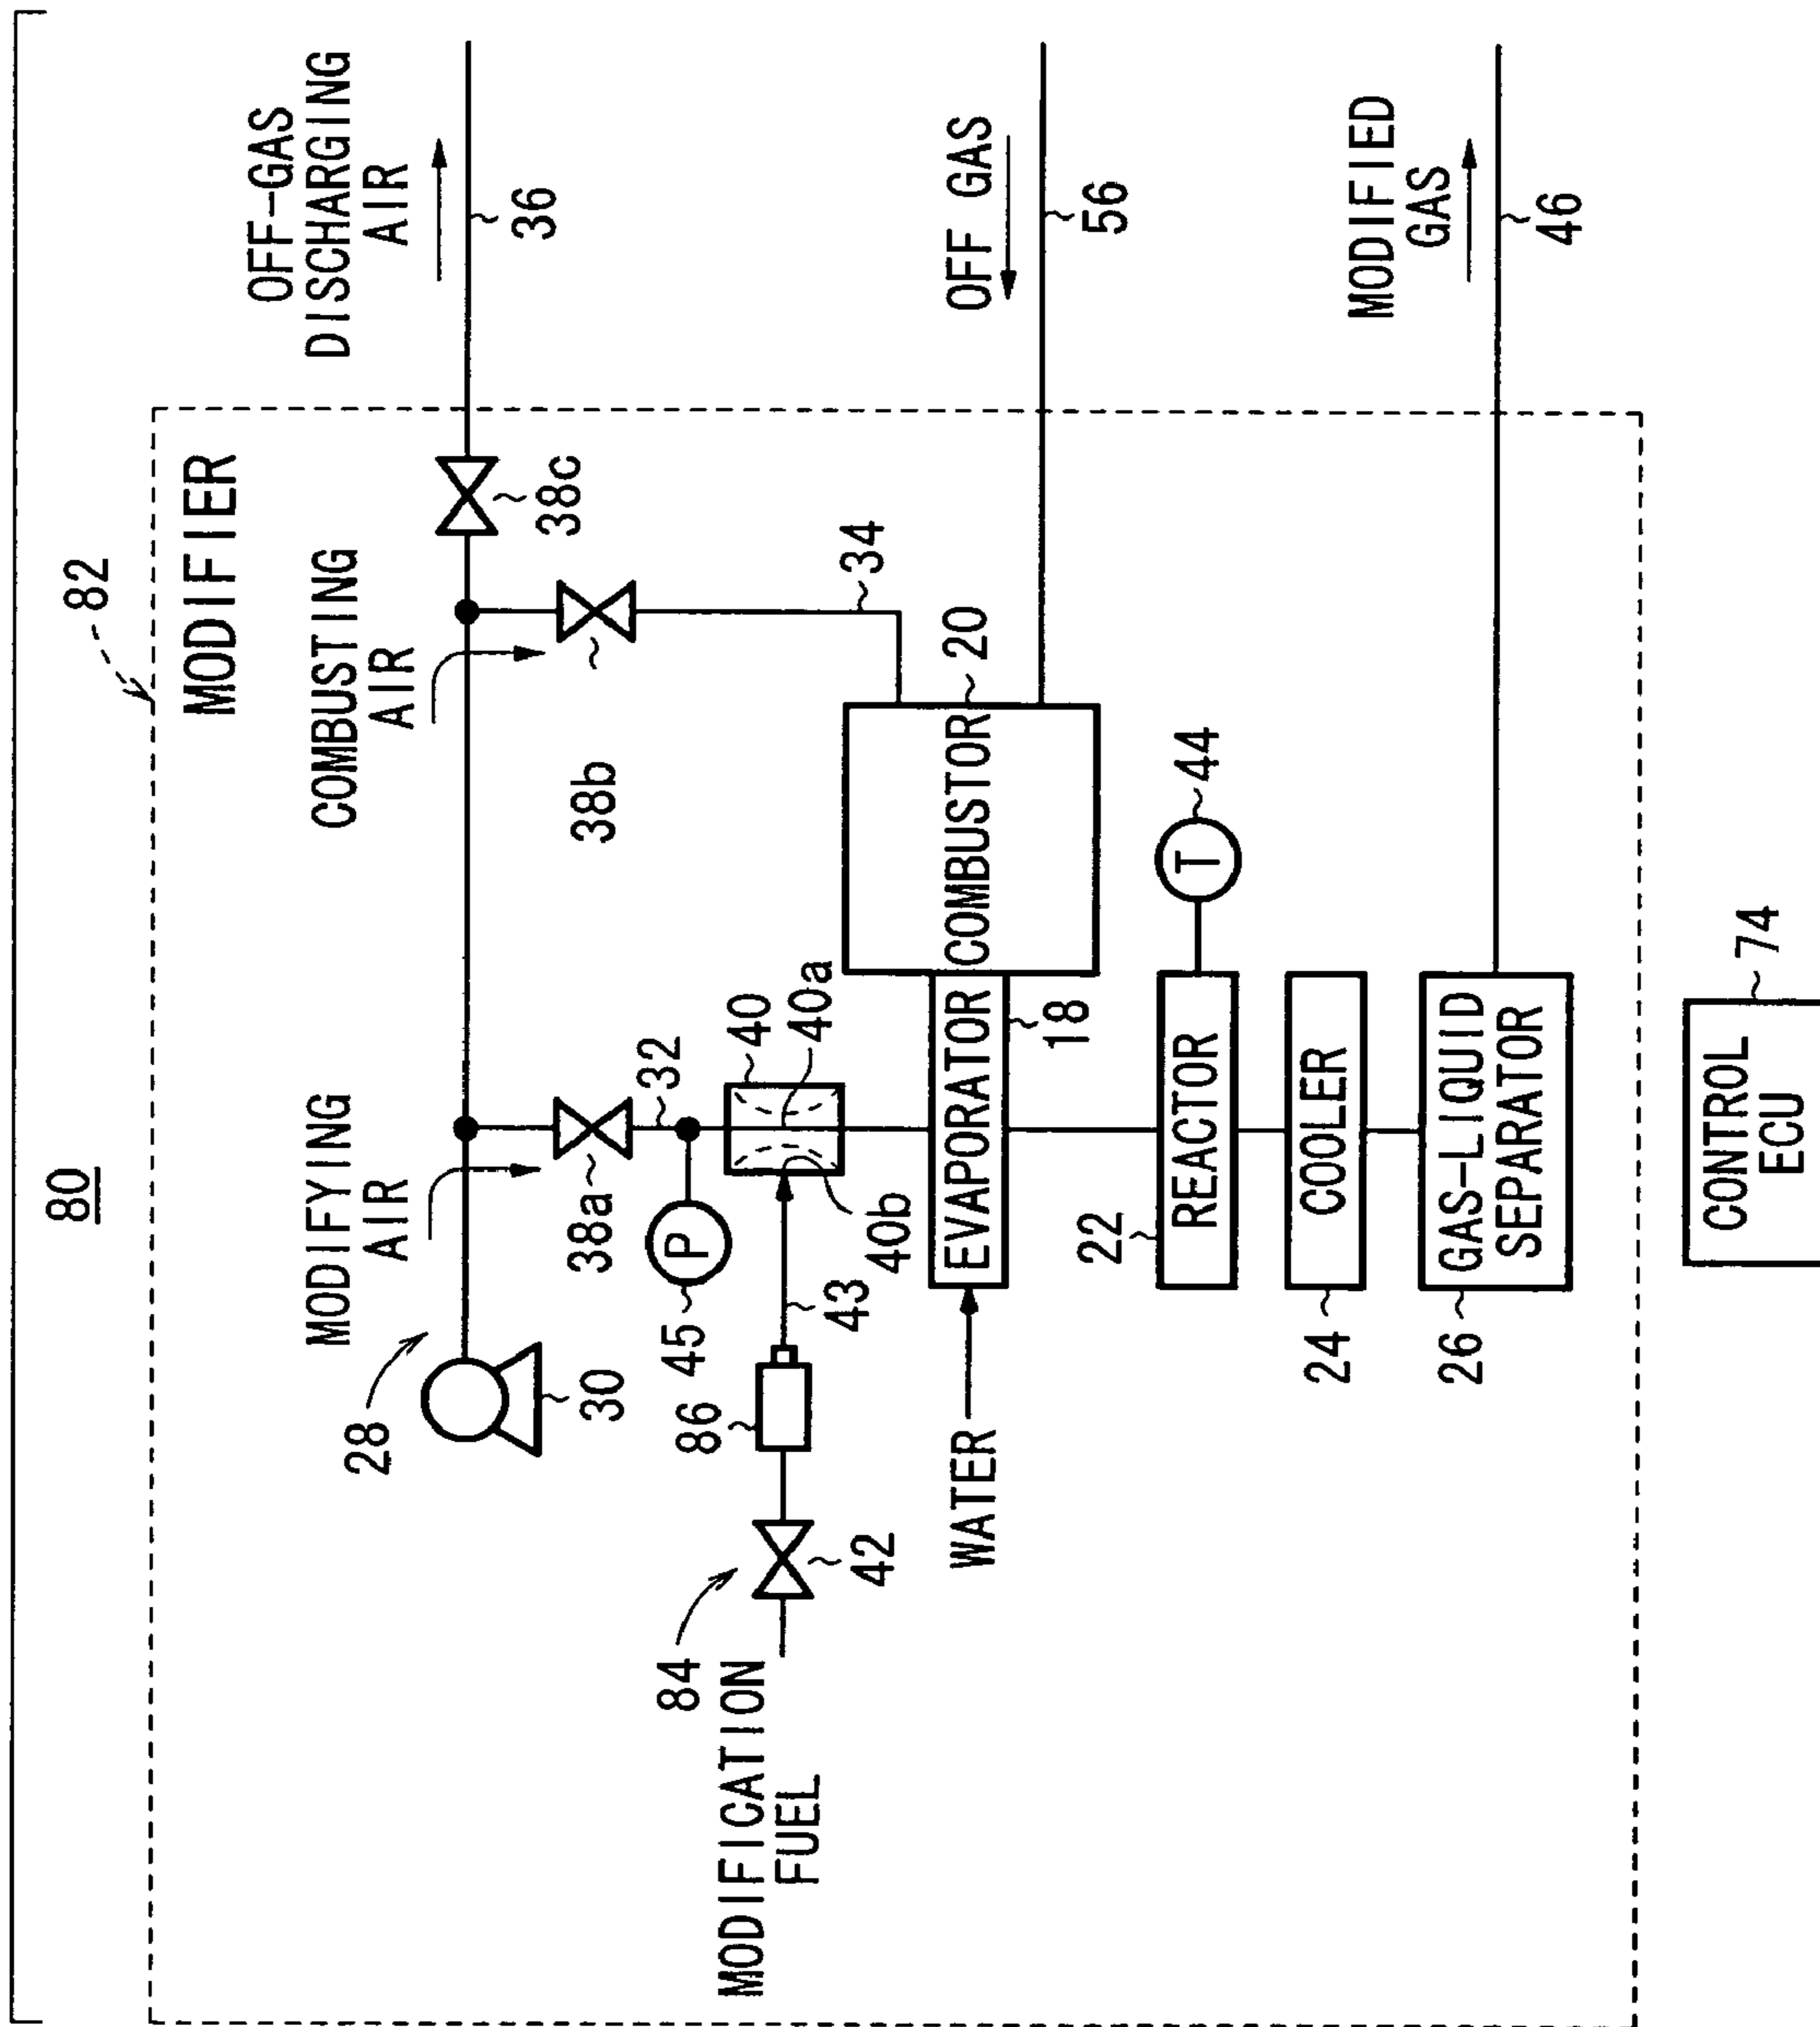 80
82
MODIFIER
28
30
MODIFYING
AIR
COMBUSTING
AIR
OFF-GAS
DISCHARGING
AIR
36
38a
38b
38c
32
34
45
P
84
MODIFICATION
FUEL
42
86
43
40
40a
40b
WATER
EVAPORATOR
18
COMBUSTOR
20
OFF GAS
56
22
REACTOR
T
44
24
COOLER
26
GAS-LIQUID
SEPARATOR
MODIFIED
GAS
46
CONTROL
ECU
74